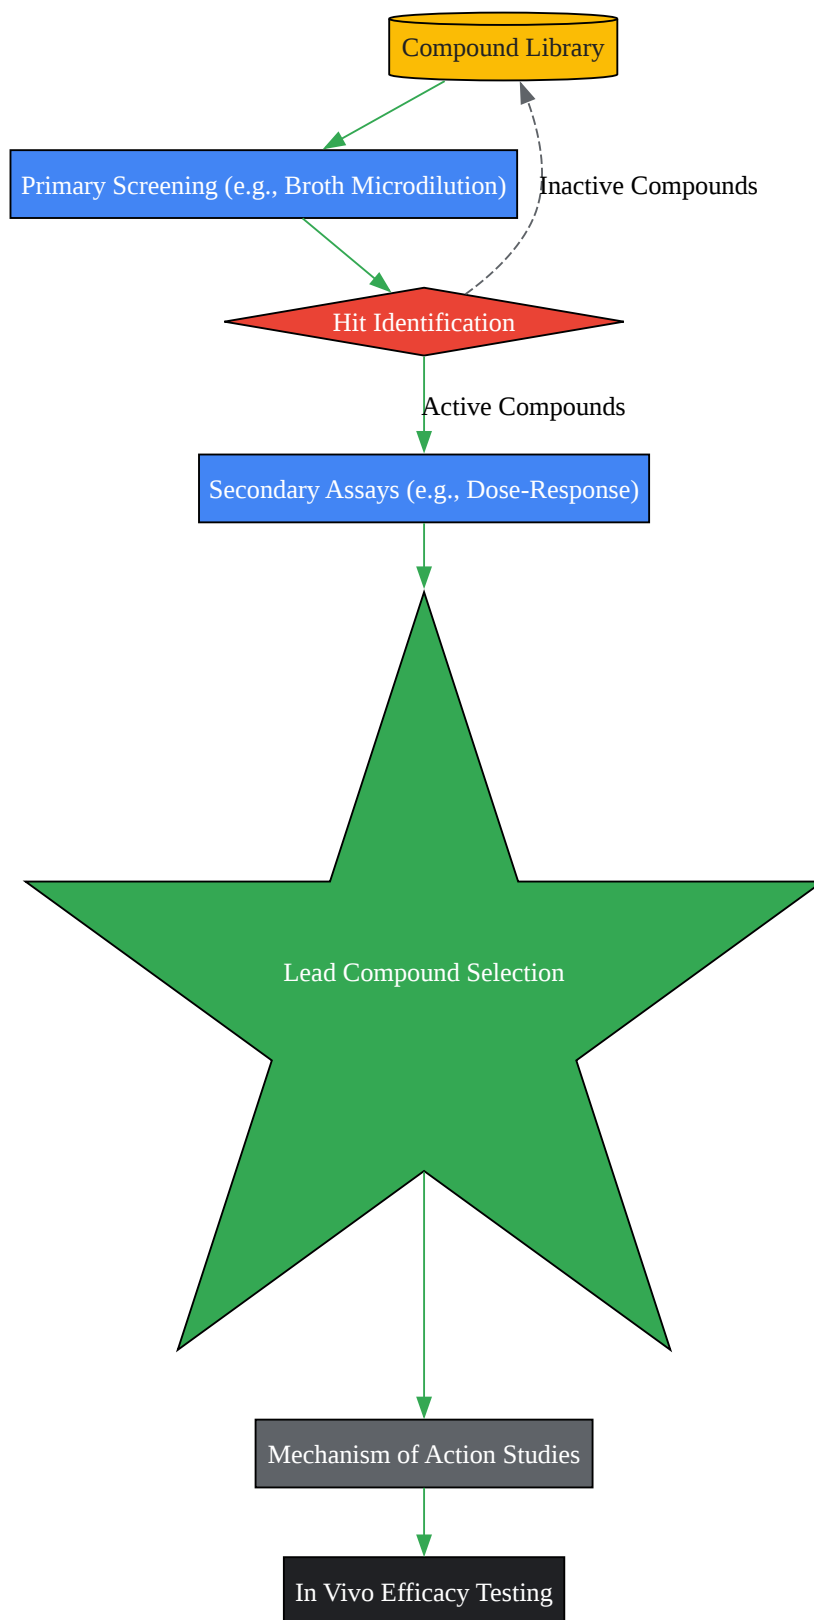 Compound Library
Primary Screening (e.g., Broth Microdilution)
Inactive Compounds
Hit Identification
Active Compounds
Secondary Assays (e.g., Dose-Response)
Lead Compound Selection
Mechanism of Action Studies
In Vivo Efficacy Testing